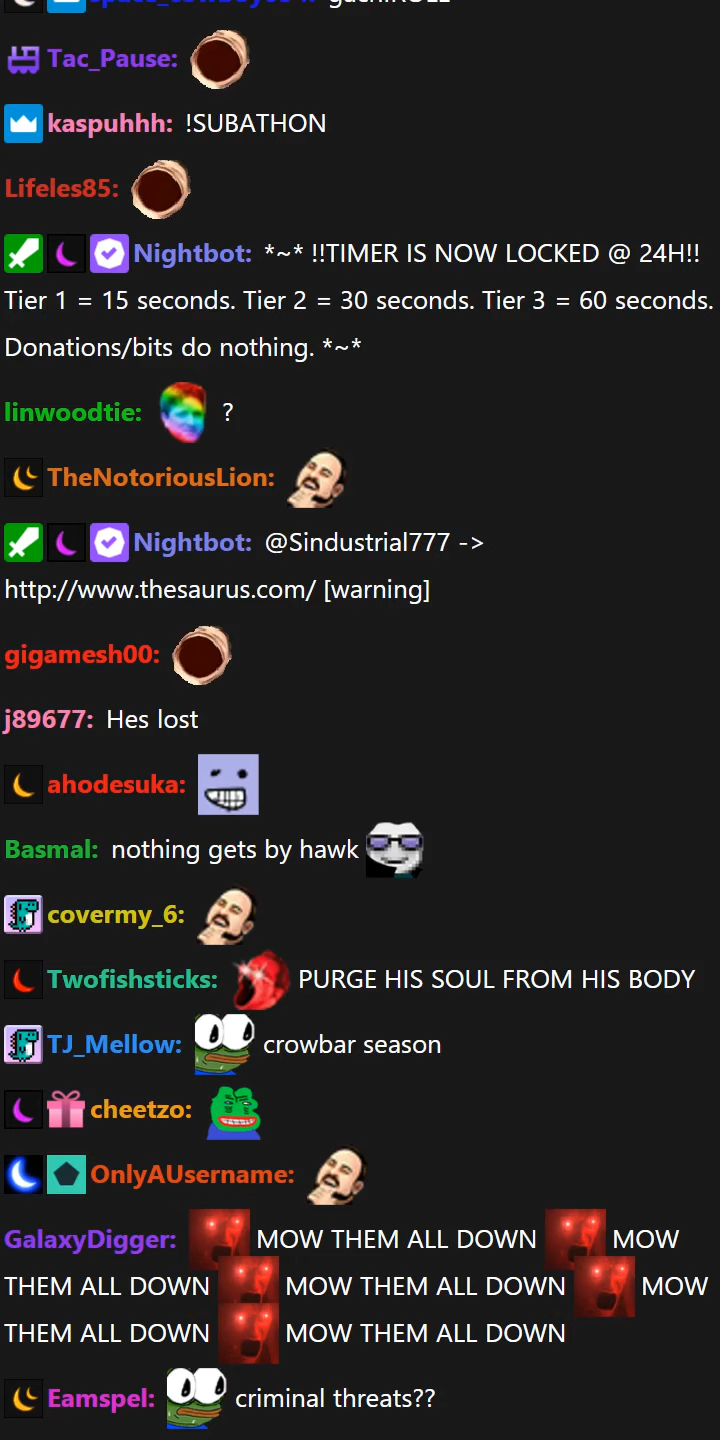 Tac_Pause:
kaspuhhh: !SUBATHON
Lifeles85:
Nightbot: *~* !!TIMER IS NOW LOCKED @ 24H!!
Tier 1 = 15 seconds. Tier 2 = 30 seconds. Tier 3 = 60 seconds.
Donations/bits do nothing. *~*
linwoodtie: ?
TheNotoriousLion:
Nightbot: @Sindustrial777 ->
http://www.thesaurus.com/ [warning]
gigamesh00:
j89677: Hes lost
ahodesuka:
Basmal: nothing gets by hawk
covermy_6:
Twofishsticks: PURGE HIS SOUL FROM HIS BODY
TJ_Mellow: crowbar season
cheetzo:
OnlyAUsername:
GalaxyDigger: MOW THEM ALL DOWN MOW
THEM ALL DOWN MOW THEM ALL DOWN MOW
THEM ALL DOWN MOW THEM ALL DOWN
Eamspel: criminal threats??